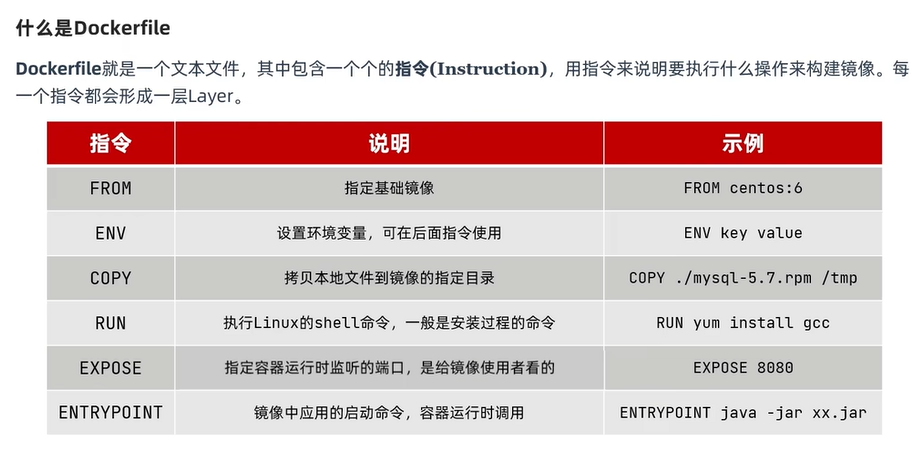 什么是Dockerfile
Dockerfile就是一个文本文件，其中包含一个个的指令(Instruction)，用指令来说明要执行什么操作来构建镜像。每
一个指令都会形成一层Layer。
指令 说明 示例
FROM 指定基础镜像 FROM centos:6
ENV 设置环境变量，可在后面指令使用 ENV key value
COPY 拷贝本地文件到镜像的指定目录 COPY ./mysql-5.7.rpm /tmp
RUN 执行Linux的shell命令，一般是安装过程的命令 RUN yum install gcc
EXPOSE 指定容器运行时监听的端口，是给镜像使用者看的 EXPOSE 8080
ENTRYPOINT 镜像中应用的启动命令，容器运行时调用 ENTRYPOINT java -jar xx.jar